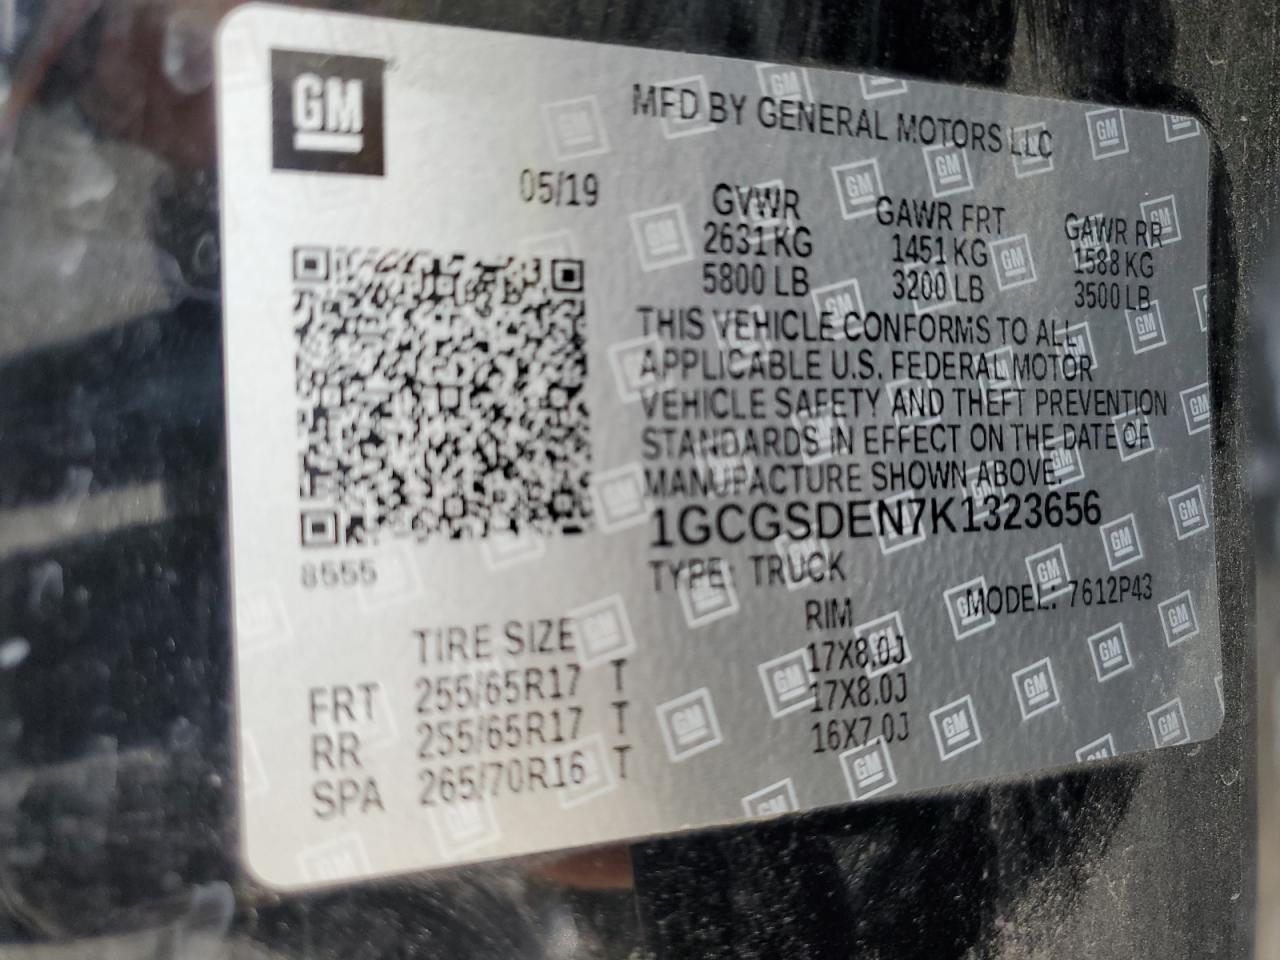 GM
MFD BY GENERAL MOTORS LLC
05/19
GVWR GAWR FRT GAWR RR
2631 KG 1451 KG 1588 KG
5800 LB 3200 LB 3500 LB
THIS VEHICLE CONFORMS TO ALL
APPLICABLE U.S. FEDERAL MOTOR
VEHICLE SAFETY AND THEFT PREVENTION
STANDARDS IN EFFECT ON THE DATE OF
MANUFACTURE SHOWN ABOVE.
1GCGSDEN7K1323656
8555
TYPE: TRUCK MODEL: 7612P43
TIRE SIZE RIM
FRT 255/65R17 T 17X8.0J
RR 255/65R17 T 17X8.0J
SPA 265/70R16 T 16X7.0J